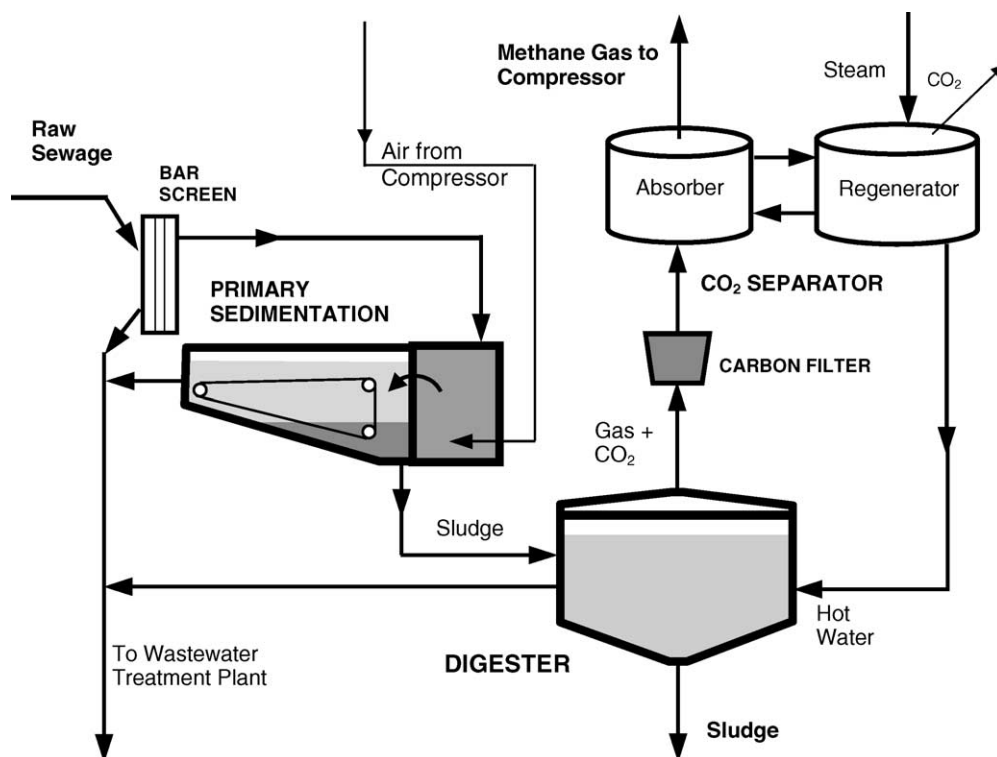 Methane Gas to
Compressor
Steam
CO₂
Raw
Sewage
Air from
Compressor
BAR
SCREEN
Absorber
Regenerator
PRIMARY
SEDIMENTATION
CO₂ SEPARATOR
CARBON FILTER
Gas +
CO₂
Sludge
Hot
Water
To Wastewater
Treatment Plant
DIGESTER
Sludge